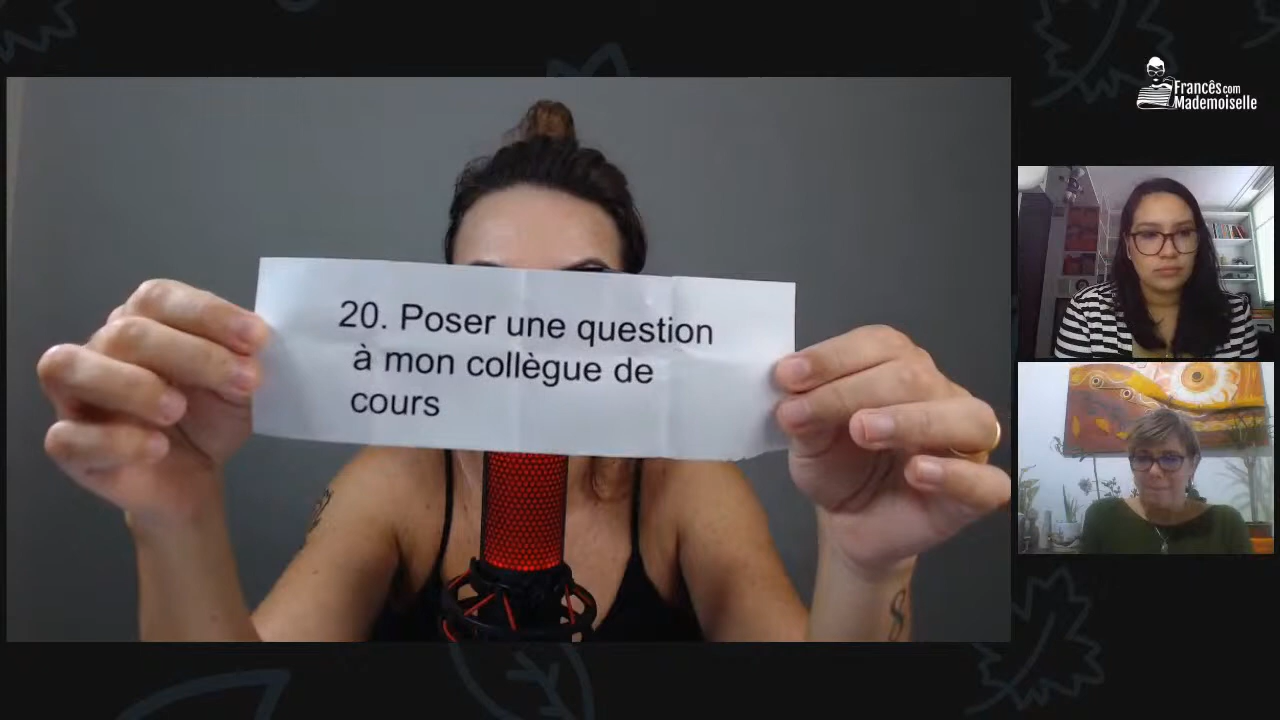 Francês com
Mademoiselle
20. Poser une question
à mon collègue de
cours